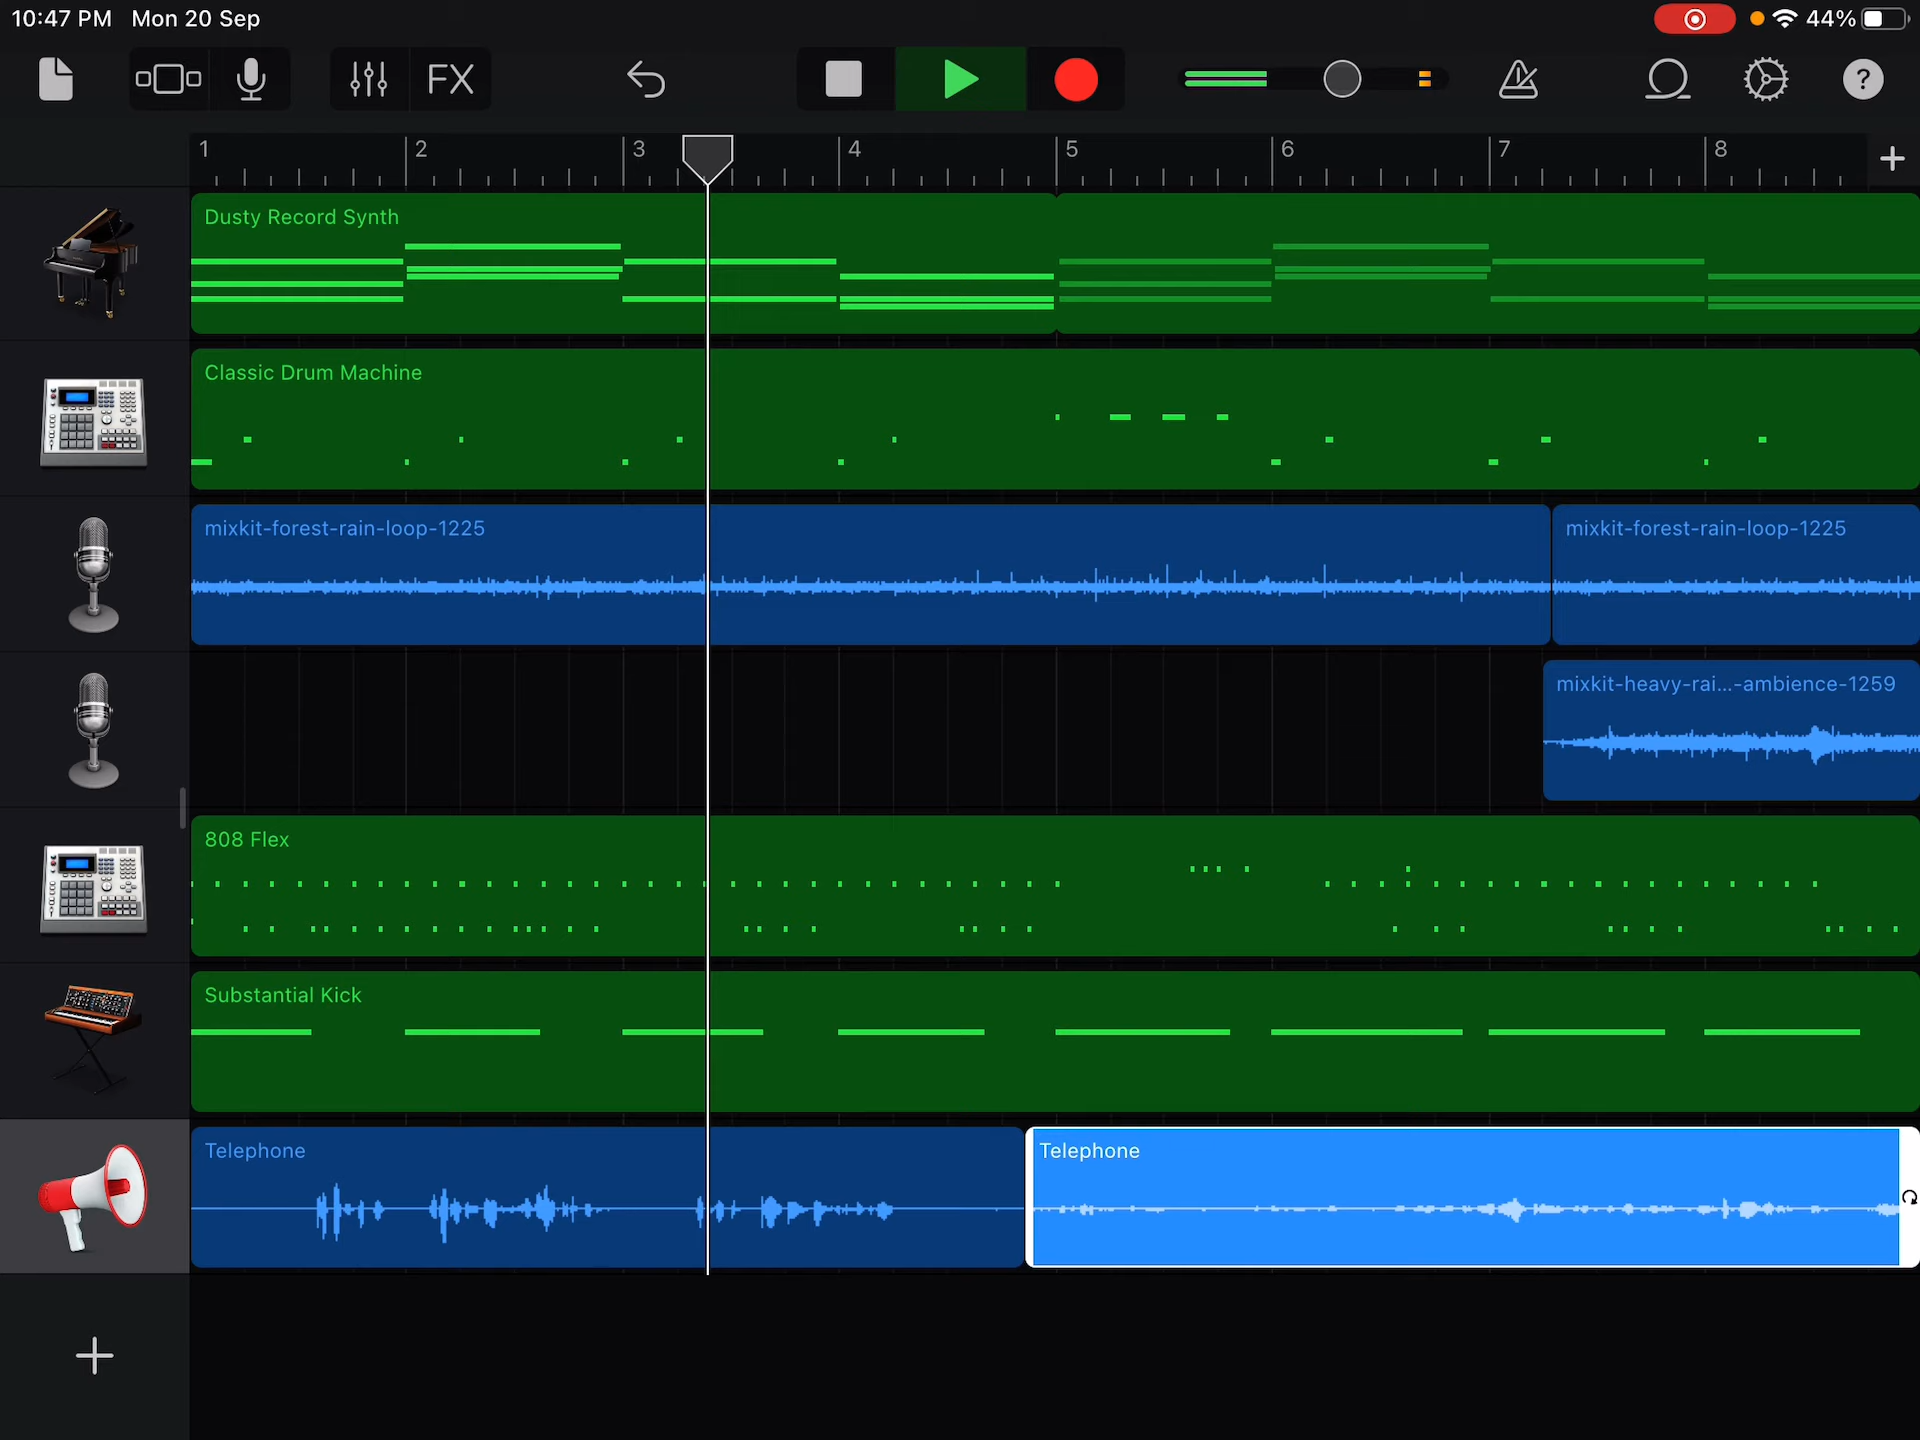 10:47 PM Mon 20 Sep
44%
FX
?
1 2 3 4 5 6 7 8
Dusty Record Synth
Classic Drum Machine
mixkit-forest-rain-loop-1225 mixkit-forest-rain-loop-1225
mixkit-heavy-rai...-ambience-1259
808 Flex
Substantial Kick
Telephone Telephone